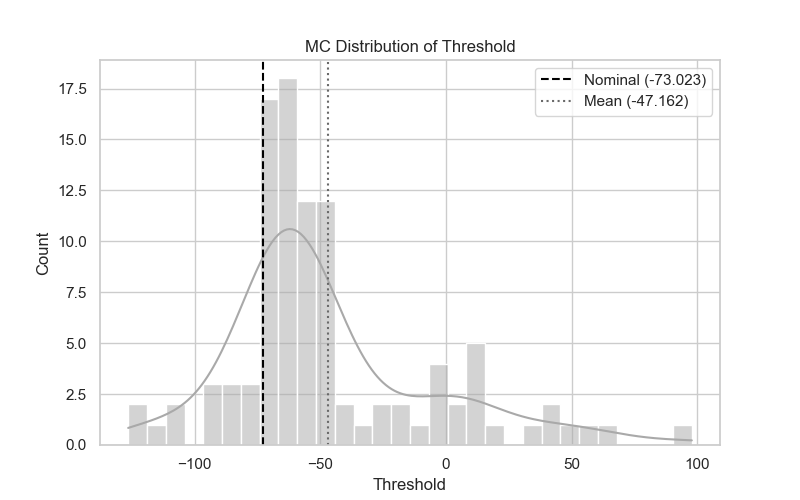 MC Distribution of Threshold
Nominal (-73.023)
Mean (-47.162)
17.5
15.0
12.5
10.0
7.5
5.0
2.5
0.0
Count
−100
−50
0
50
100
Threshold